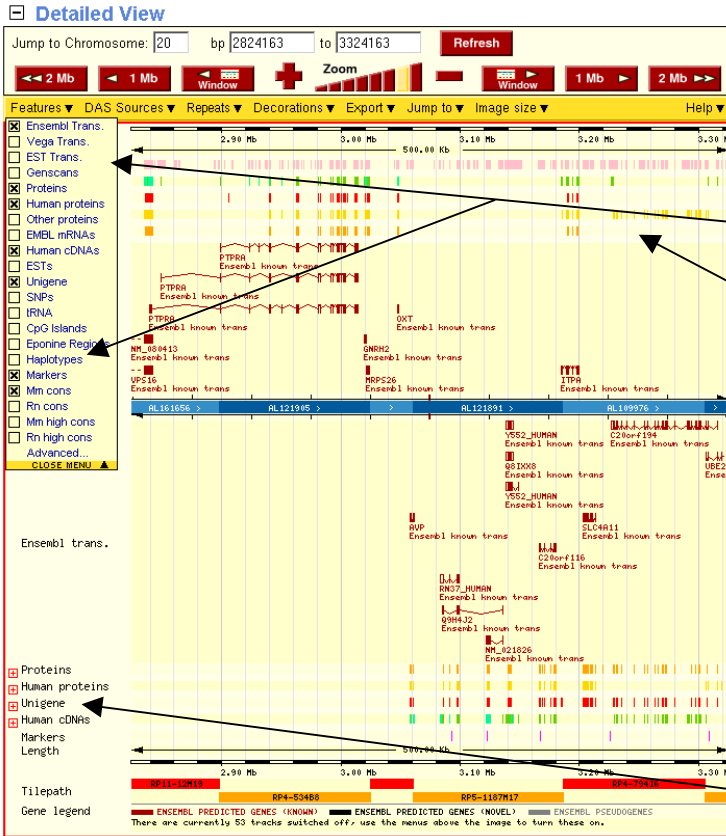 Detailed View
Jump to Chromosome: 20 bp 2824163 to 3324163 Refresh
<< 2 Mb < 1 Mb Window Zoom Window 1 Mb > 2 Mb >>
Features ▼ DAS Sources ▼ Repeats ▼ Decorations ▼ Export ▼ Jump to ▼ Image size ▼ Help ▼
Ensembl Trans.
Vega Trans.
EST Trans.
Genscans
Proteins
Human proteins
Other proteins
EMBL mRNAs
Human cDNAs
ESTs
Unigene
SNPs
tRNA
CpG Islands
Eponine Regions
Haplotypes
Markers
Mm cons
Rn cons
Mm high cons
Rn high cons
Advanced...
CLOSE MENU ▲
2.90 Mb 3.00 Mb 3.10 Mb 3.20 Mb 3.30
500.00 Kb
PTPRA
Ensembl known trans
PTPRA
Ensembl known trans
PTPRA OXT
Ensembl known trans Ensembl known trans
NM_080413 GNRH2
Ensembl known trans Ensembl known trans
VPS16 MRPS26 ITPA
Ensembl known trans Ensembl known trans Ensembl known trans
AL161656 > AL121905 > > AL121891 > AL109976 > >
Y552_HUMAN C20orf194
Ensembl known trans Ensembl known trans
Q8IXX8 UBE2
Ensembl known trans Ense
Y552_HUMAN
Ensembl known trans
AVP SLC4A11
Ensembl known trans Ensembl known trans
Ensembl trans.
C20orf116
Ensembl known trans
RN37_HUMAN
Ensembl known trans
Q9H4J2
Ensembl known trans
NM_021826
Ensembl known trans
Proteins
Human proteins
Unigene
Human cDNAs
Markers
Length 500.00 Kb
2.90 Mb 3.00 Mb 3.10 Mb 3.20 Mb 3.30
RP11-12M19 RP4-794I6
Tilepath
RP4-534B8 RP5-1187M17
Gene legend ENSEMBL PREDICTED GENES (KNOWN) ENSEMBL PREDICTED GENES (NOVEL) ENSEMBL PSEUDOGENES
There are currently 53 tracks switched off, use the menus above the image to turn these on.